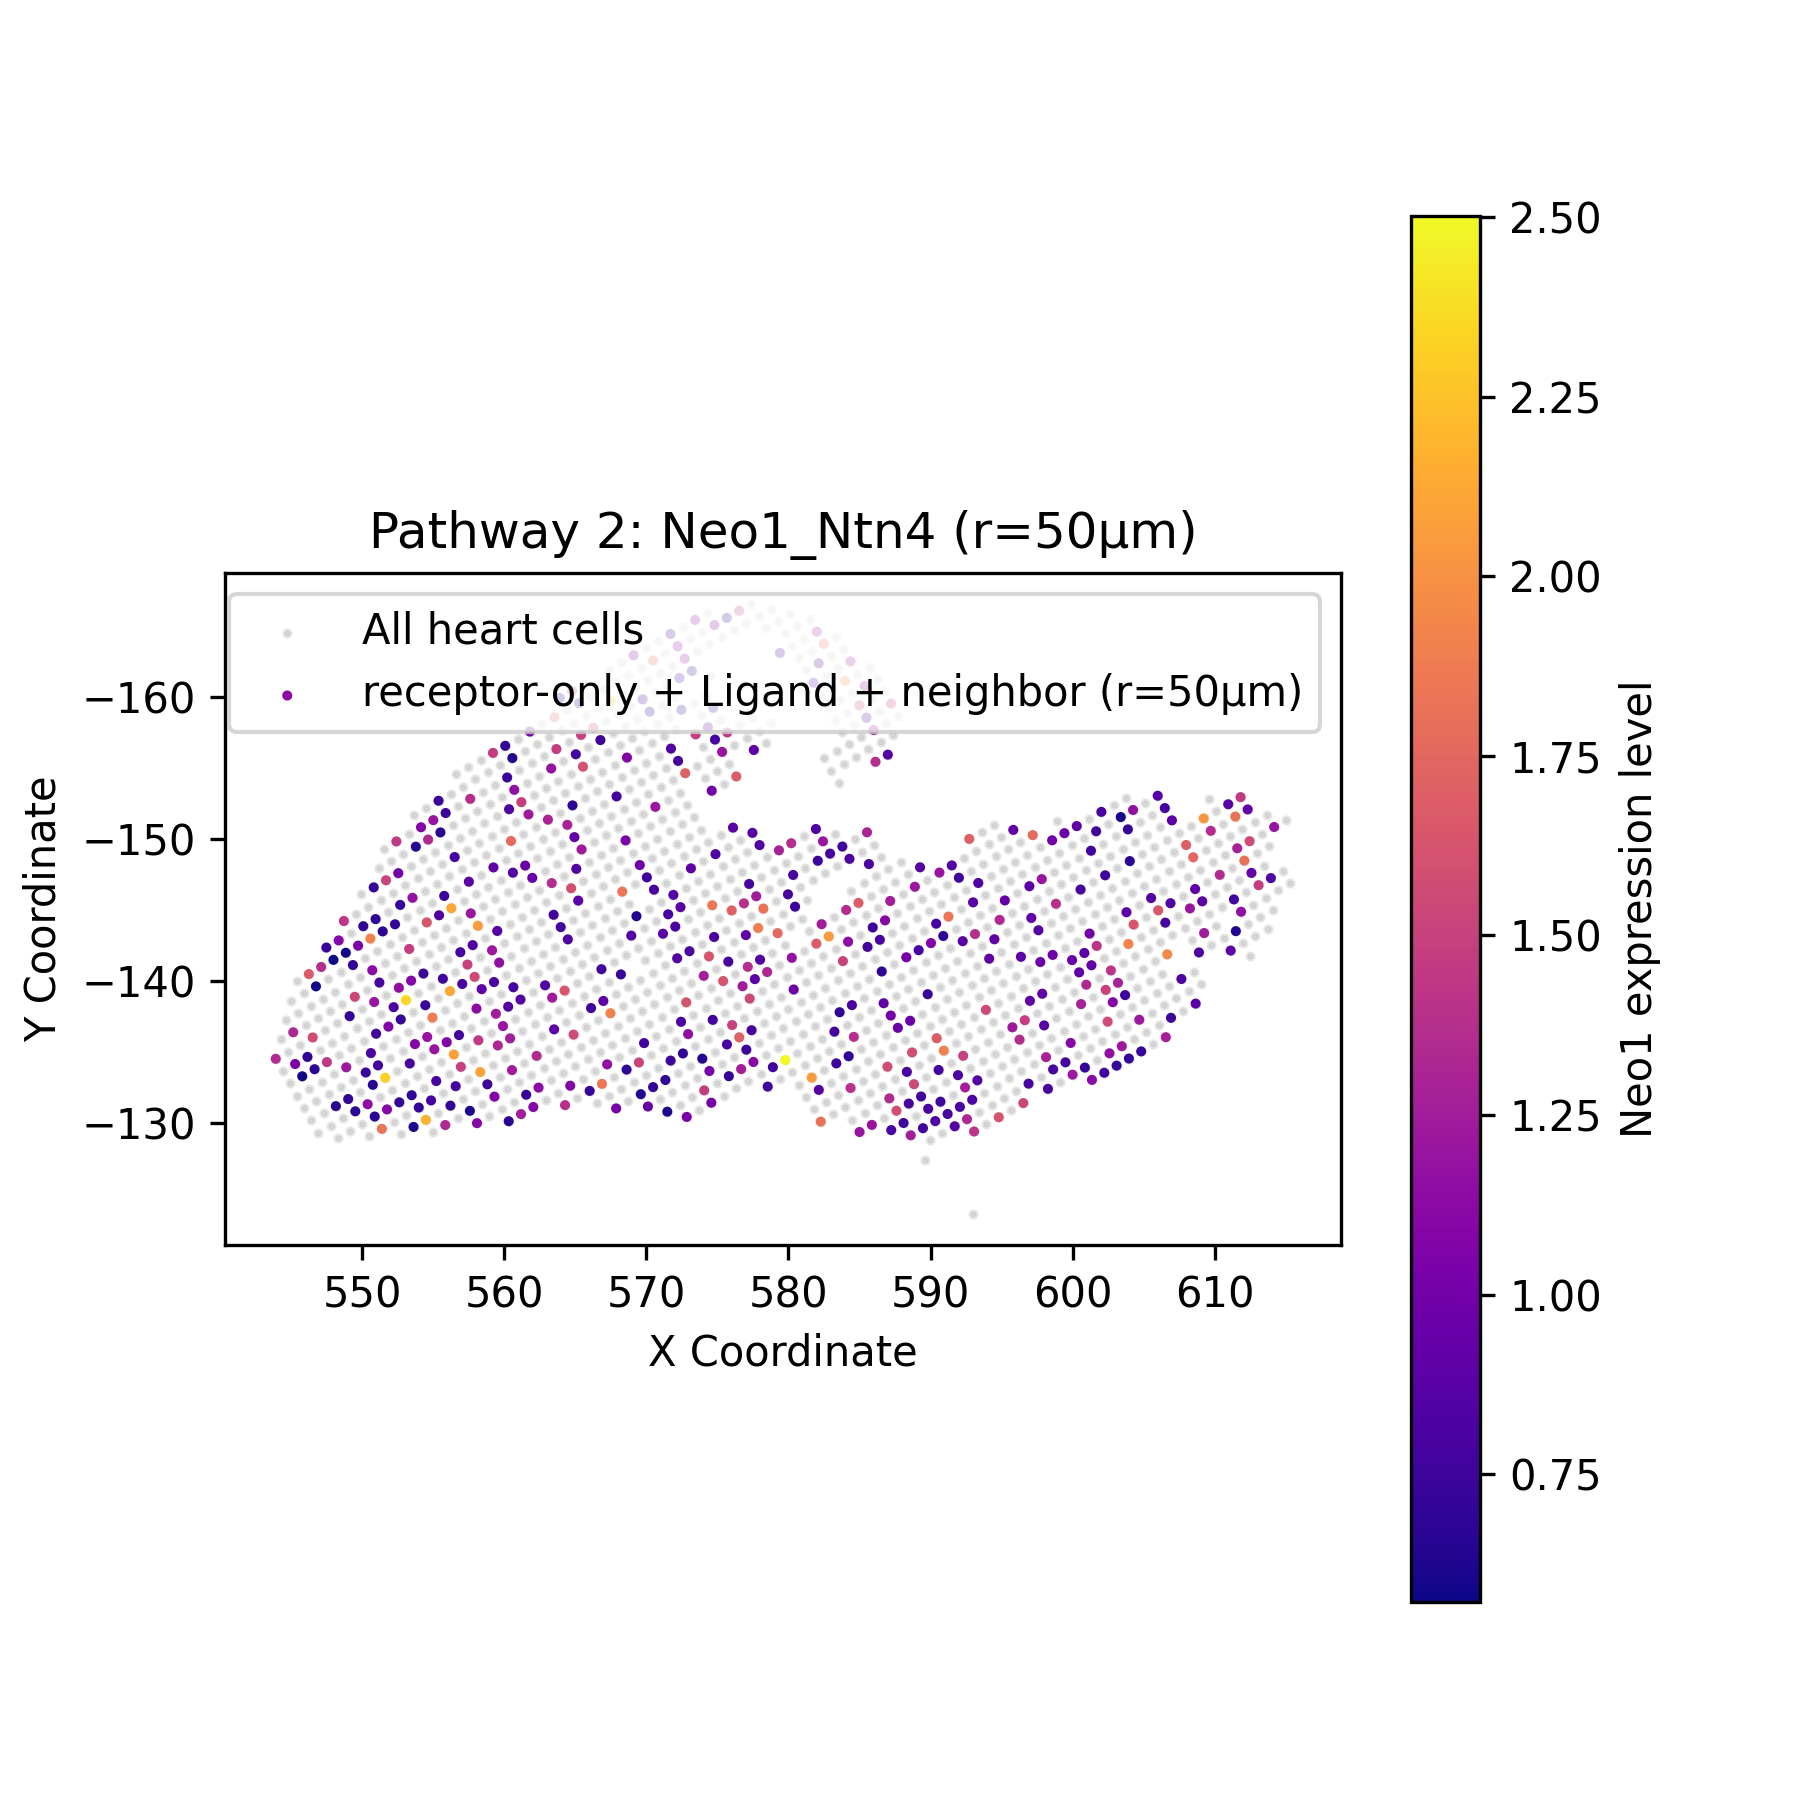 Pathway 2: Neo1_Ntn4 (r=50μm)
All heart cells
receptor-only + Ligand + neighbor (r=50μm)
−160
−150
−140
−130
Y Coordinate
550 560 570 580 590 600 610
X Coordinate
2.50
2.25
2.00
1.75
1.50
1.25
1.00
0.75
Neo1 expression level